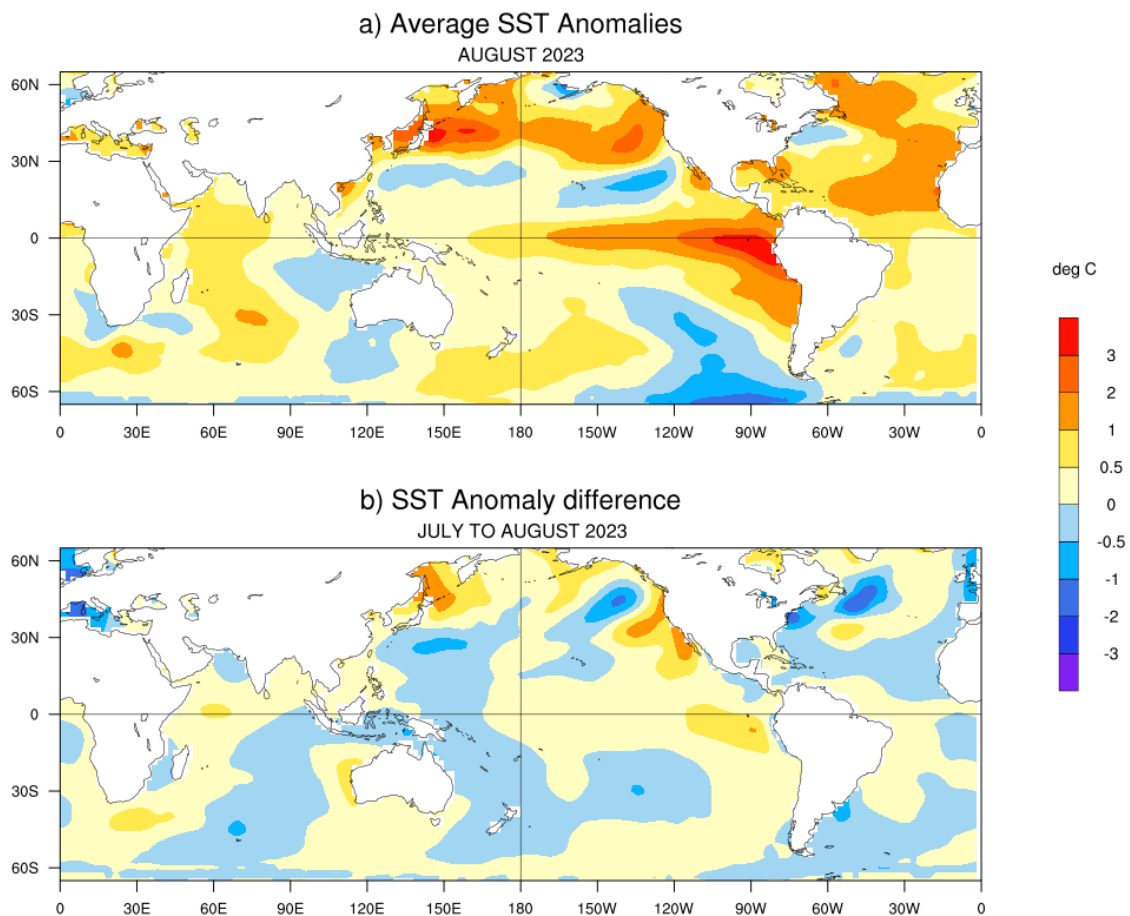 a) Average SST Anomalies
AUGUST 2023
60N
30N
0
30S
60S
0 30E 60E 90E 120E 150E 180 150W 120W 90W 60W 30W 0
deg C
3
2
1
0.5
0
-0.5
-1
-2
-3
b) SST Anomaly difference
JULY TO AUGUST 2023
60N
30N
0
30S
60S
0 30E 60E 90E 120E 150E 180 150W 120W 90W 60W 30W 0